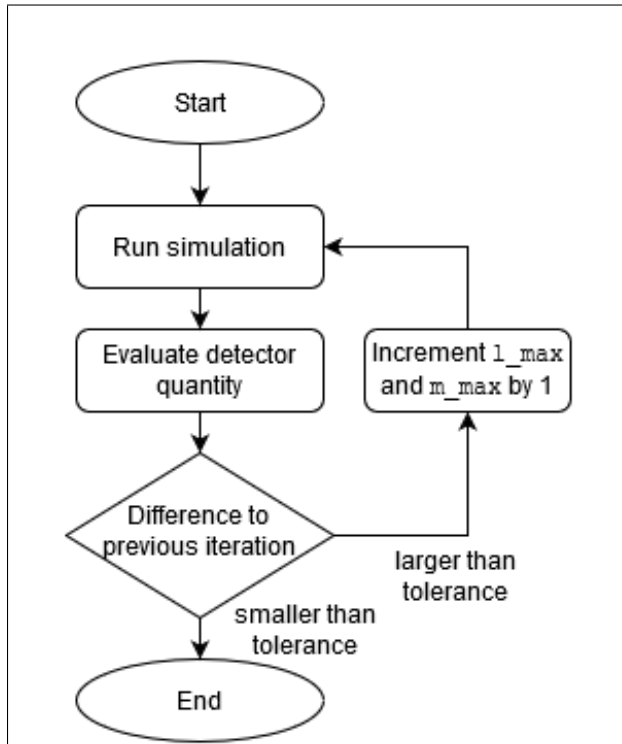 Start
Run simulation
Evaluate detector
quantity
Increment l_max
and m_max by 1
Difference to
previous iteration
larger than
tolerance
smaller than
tolerance
End